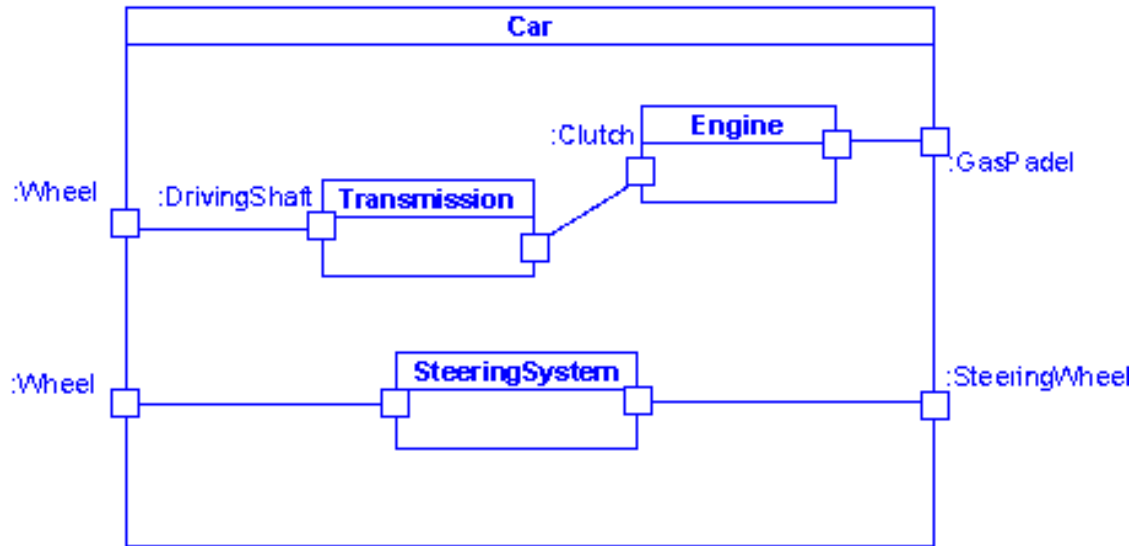 Car
:Clutch
Engine
:GasPadel
:Wheel
:DrivingShaft
Transmission
:Wheel
SteeringSystem
:SteeringWheel